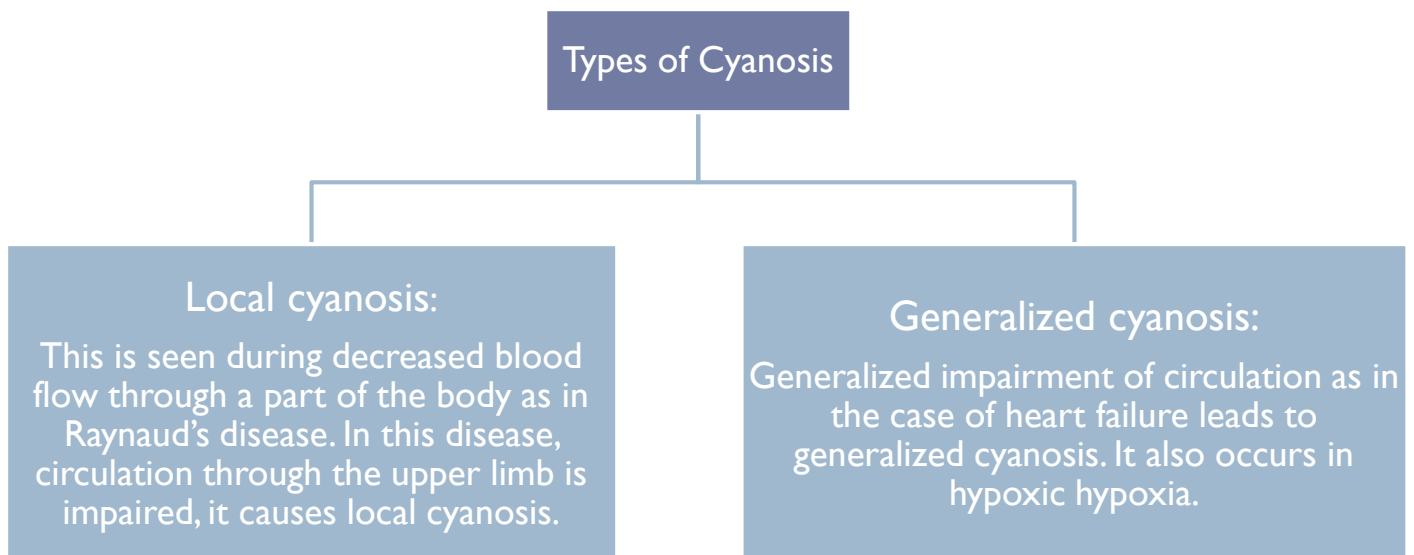 Types of Cyanosis
Local cyanosis:
This is seen during decreased blood
flow through a part of the body as in
Raynaud’s disease. In this disease,
circulation through the upper limb is
impaired, it causes local cyanosis.
Generalized cyanosis:
Generalized impairment of circulation as in
the case of heart failure leads to
generalized cyanosis. It also occurs in
hypoxic hypoxia.